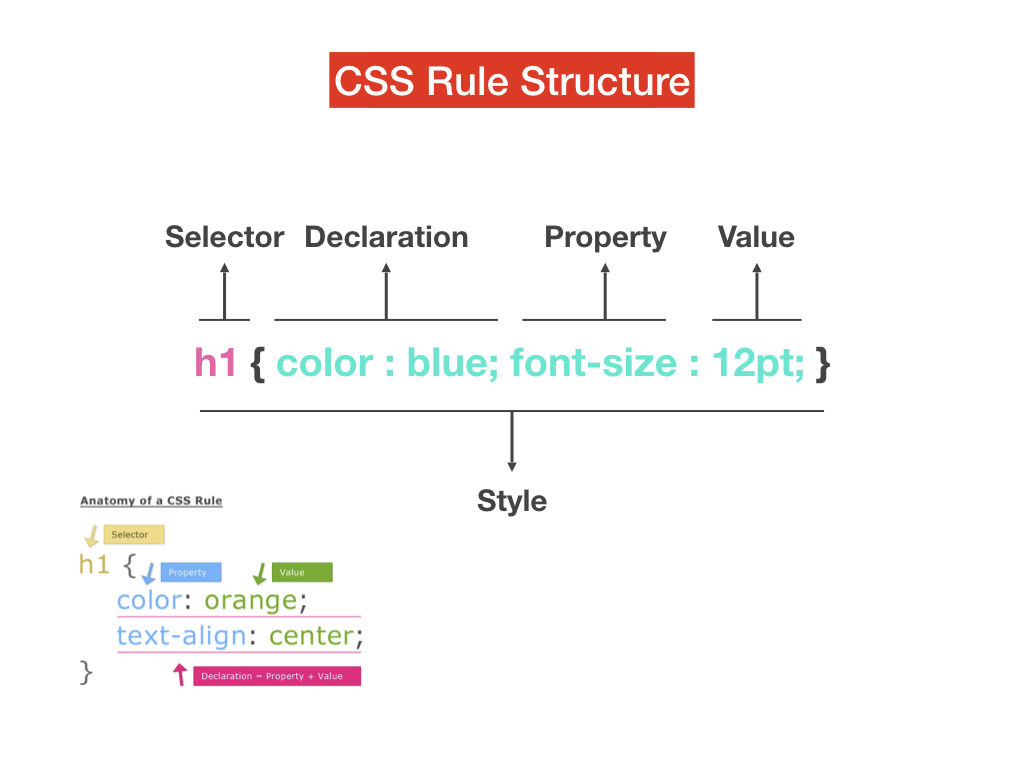 CSS Rule Structure
Selector Declaration Property Value
h1 { color : blue; font-size : 12pt; }
Style
Anatomy of a CSS Rule
Selector
h1 {
Property Value
color: orange;
text-align: center;
}
Declaration = Property + Value